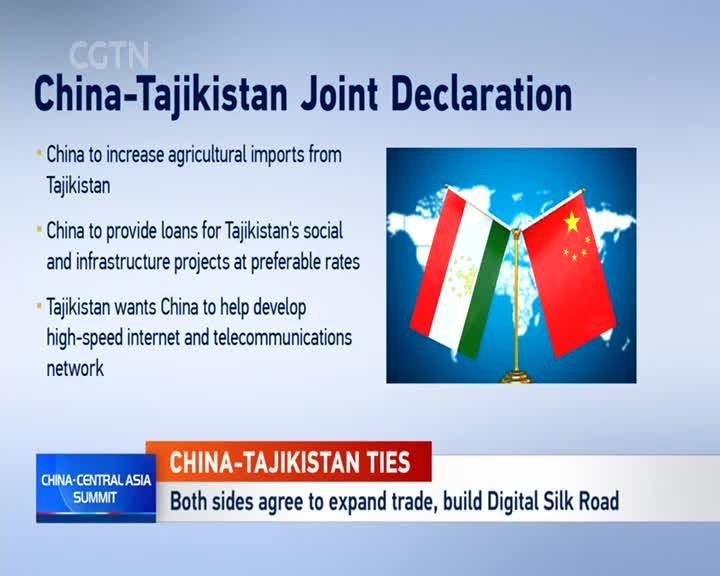 CGTN
China-Tajikistan Joint Declaration
China to increase agricultural imports from
Tajikistan
China to provide loans for Tajikistan's social
and infrastructure projects at preferable rates
Tajikistan wants China to help develop
high-speed internet and telecommunications
network
CHINA-TAJIKISTAN TIES
CHINA-CENTRAL ASIA
SUMMIT
Both sides agree to expand trade, build Digital Silk Road